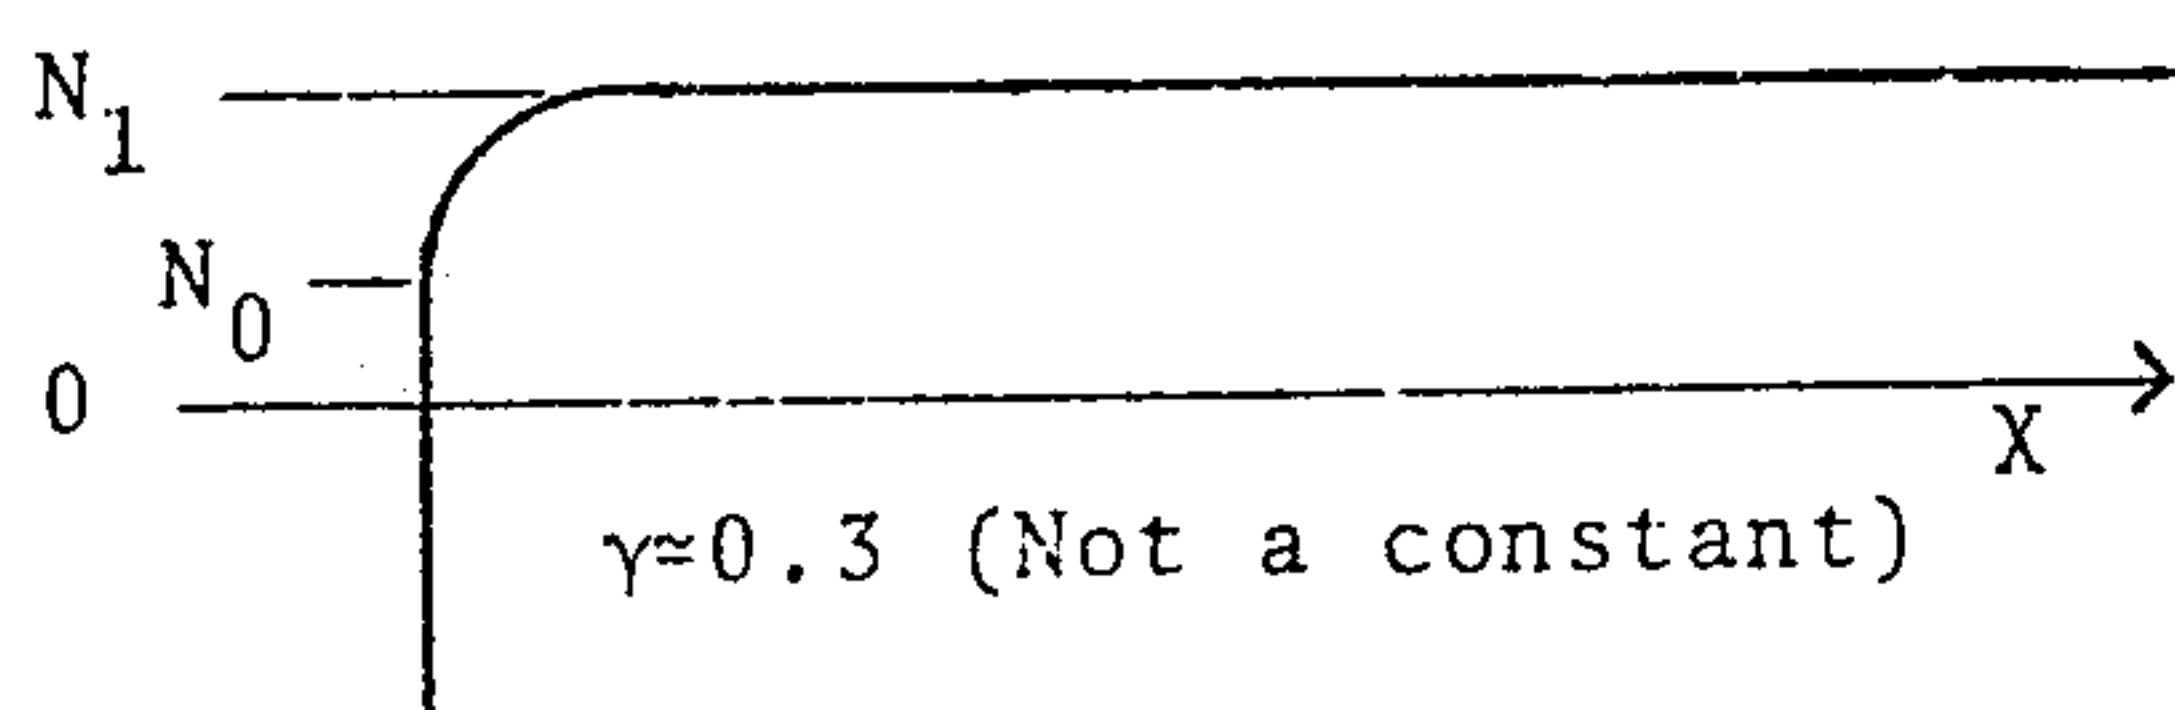 N₁
N₀
0
X
γ≃0.3 (Not a constant)